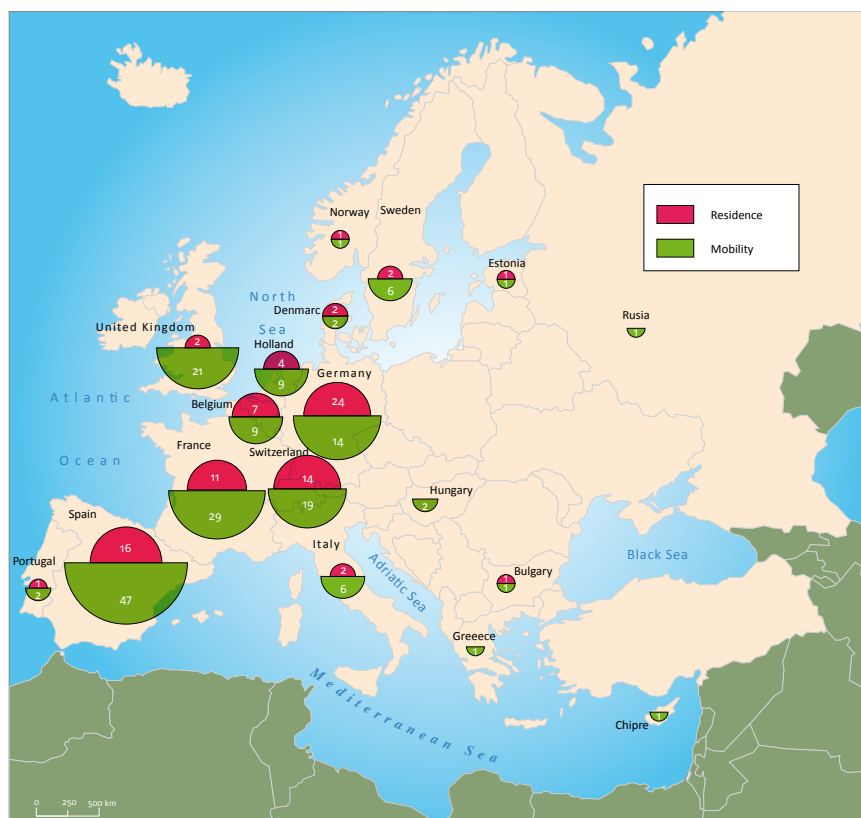 Norway
Sweden
1
1
Residence
Mobility
Estonia
1
1
2
6
North
Sea
Denmarc
2
2
Rusia
1
United Kingdom
2
21
Holland
4
9
Germany
24
14
Atlantic
Ocean
Belgium
7
9
France
11
29
Switzerland
14
19
Hungary
2
Spain
16
47
Portugal
1
2
Italy
2
6
Adriatic Sea
Black Sea
Bulgary
1
1
Greeece
1
Mediterranean Sea
Chipre
1
0 250 500 km